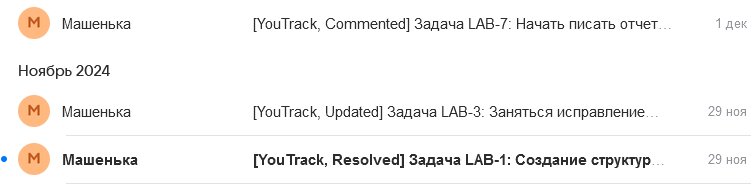 М Машенька [YouTrack, Commented] Задача LAB-7: Начать писать отчет… 1 дек
Ноябрь 2024
М Машенька [YouTrack, Updated] Задача LAB-3: Заняться исправление… 29 ноя
М Машенька [YouTrack, Resolved] Задача LAB-1: Создание структур… 29 ноя